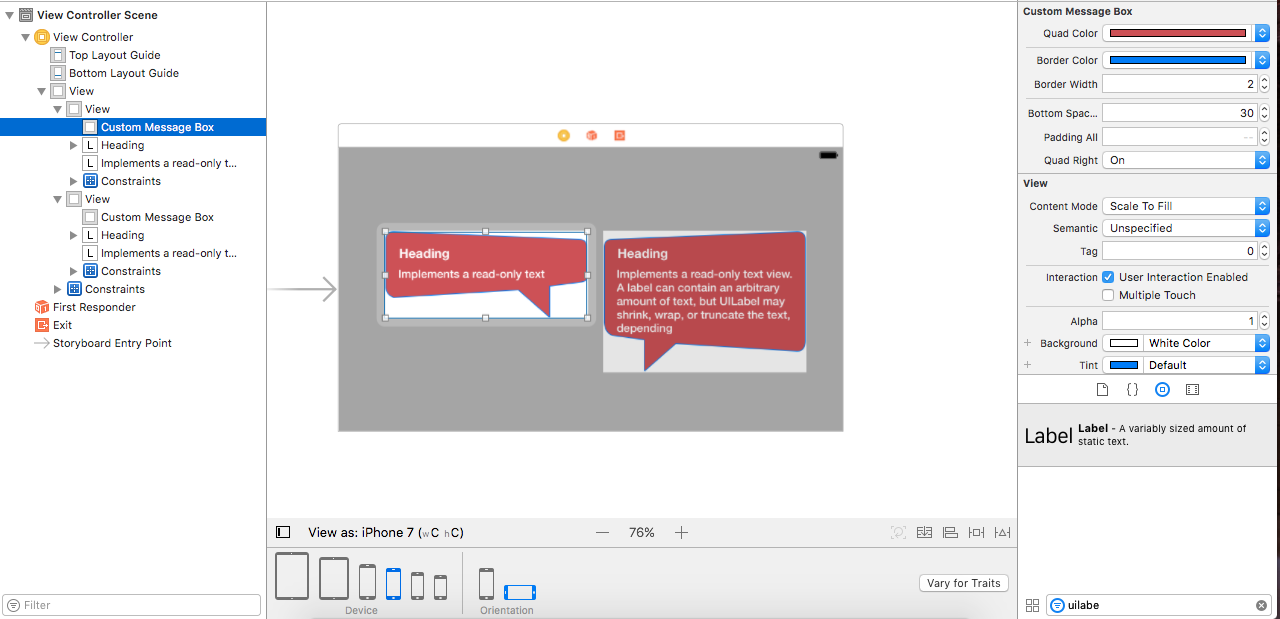 View Controller Scene
View Controller
Top Layout Guide
Bottom Layout Guide
View
View
Custom Message Box
L Heading
L Implements a read-only t...
Constraints
View
Custom Message Box
L Heading
L Implements a read-only t...
Constraints
Constraints
First Responder
Exit
Storyboard Entry Point
Filter
Heading
Implements a read-only text
Heading
Implements a read-only text view.
A label can contain an arbitrary
amount of text, but UILabel may
shrink, wrap, or truncate the text,
depending
View as: iPhone 7 (wC hC)
76%
Device
Orientation
Vary for Traits
Custom Message Box
Quad Color
Border Color
Border Width 2
Bottom Spac... 30
Padding All --
Quad Right On
View
Content Mode Scale To Fill
Semantic Unspecified
Tag 0
Interaction User Interaction Enabled
Multiple Touch
Alpha 1
+ Background White Color
+ Tint Default
{}
Label
Label - A variably sized amount of
static text.
uilabe